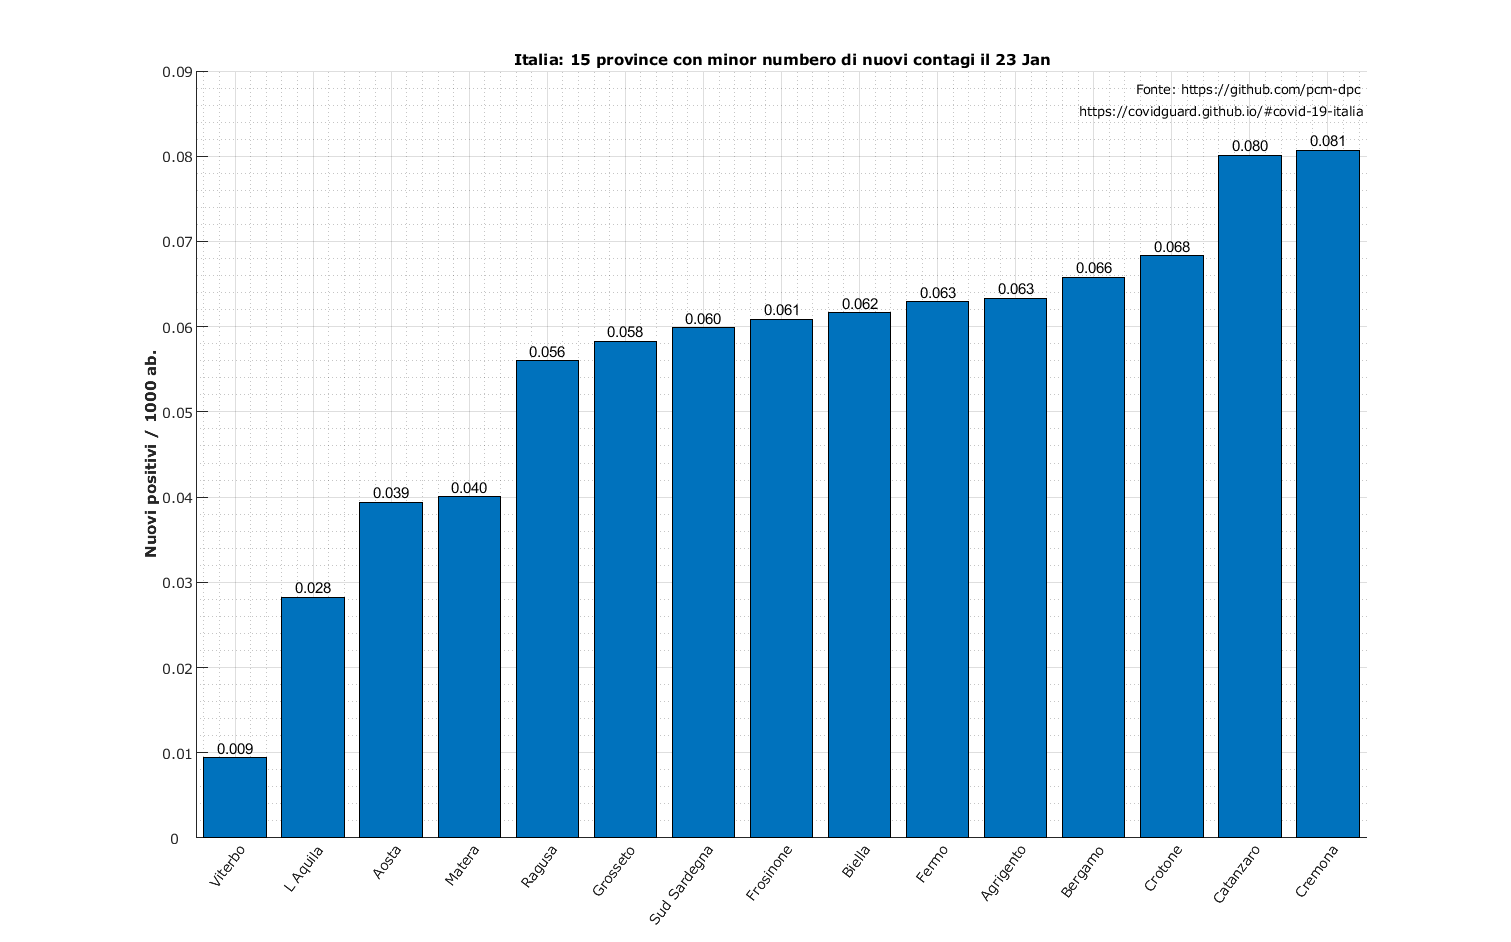 Italia: 15 province con minor numbero di nuovi contagi il 23 Jan
Fonte: https://github.com/pcm-dpc
https://covidguard.github.io/#covid-19-italia
Nuovi positivi / 1000 ab.
0.09
0.08
0.07
0.06
0.05
0.04
0.03
0.02
0.01
0
0.009
0.028
0.039
0.040
0.056
0.058
0.060
0.061
0.062
0.063
0.063
0.066
0.068
0.080
0.081
Viterbo
L Aquila
Aosta
Matera
Ragusa
Grosseto
Sud Sardegna
Frosinone
Biella
Fermo
Agrigento
Bergamo
Crotone
Catanzaro
Cremona